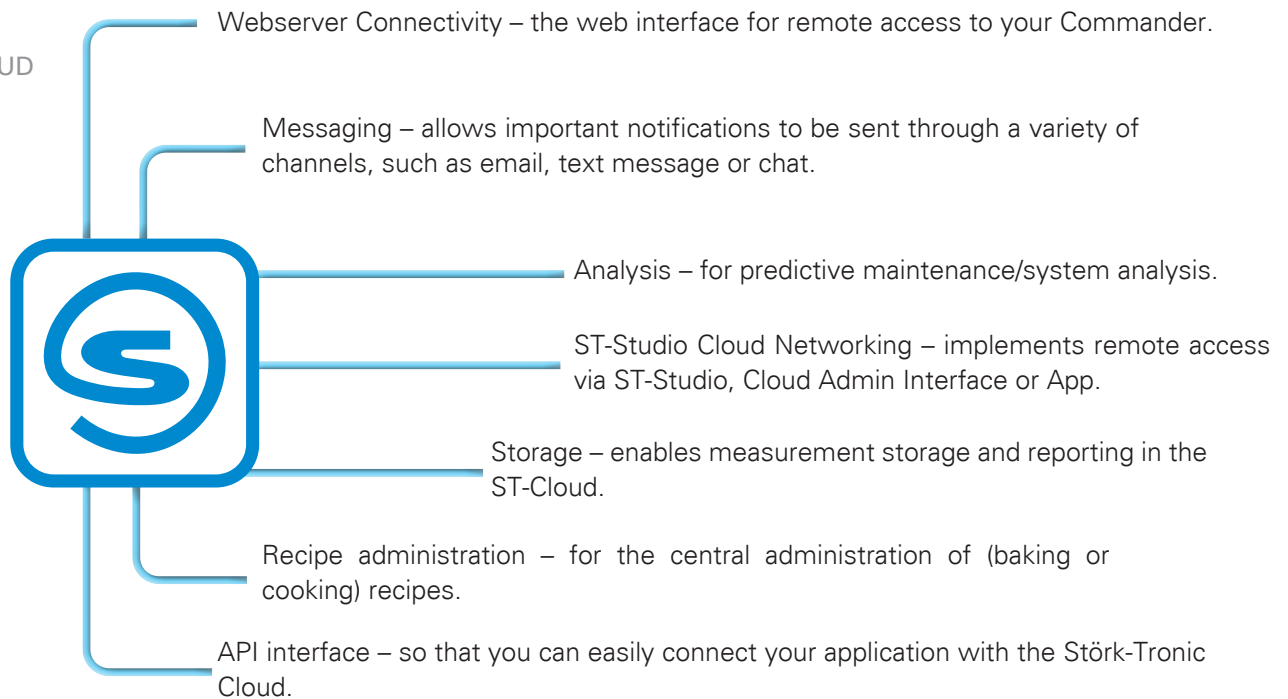 Webserver Connectivity – the web interface for remote access to your Commander.
UD
Messaging – allows important notifications to be sent through a variety of
channels, such as email, text message or chat.
Analysis – for predictive maintenance/system analysis.
ST-Studio Cloud Networking – implements remote access
via ST-Studio, Cloud Admin Interface or App.
Storage – enables measurement storage and reporting in the
ST-Cloud.
Recipe administration – for the central administration of (baking or
cooking) recipes.
API interface – so that you can easily connect your application with the Störk-Tronic
Cloud.